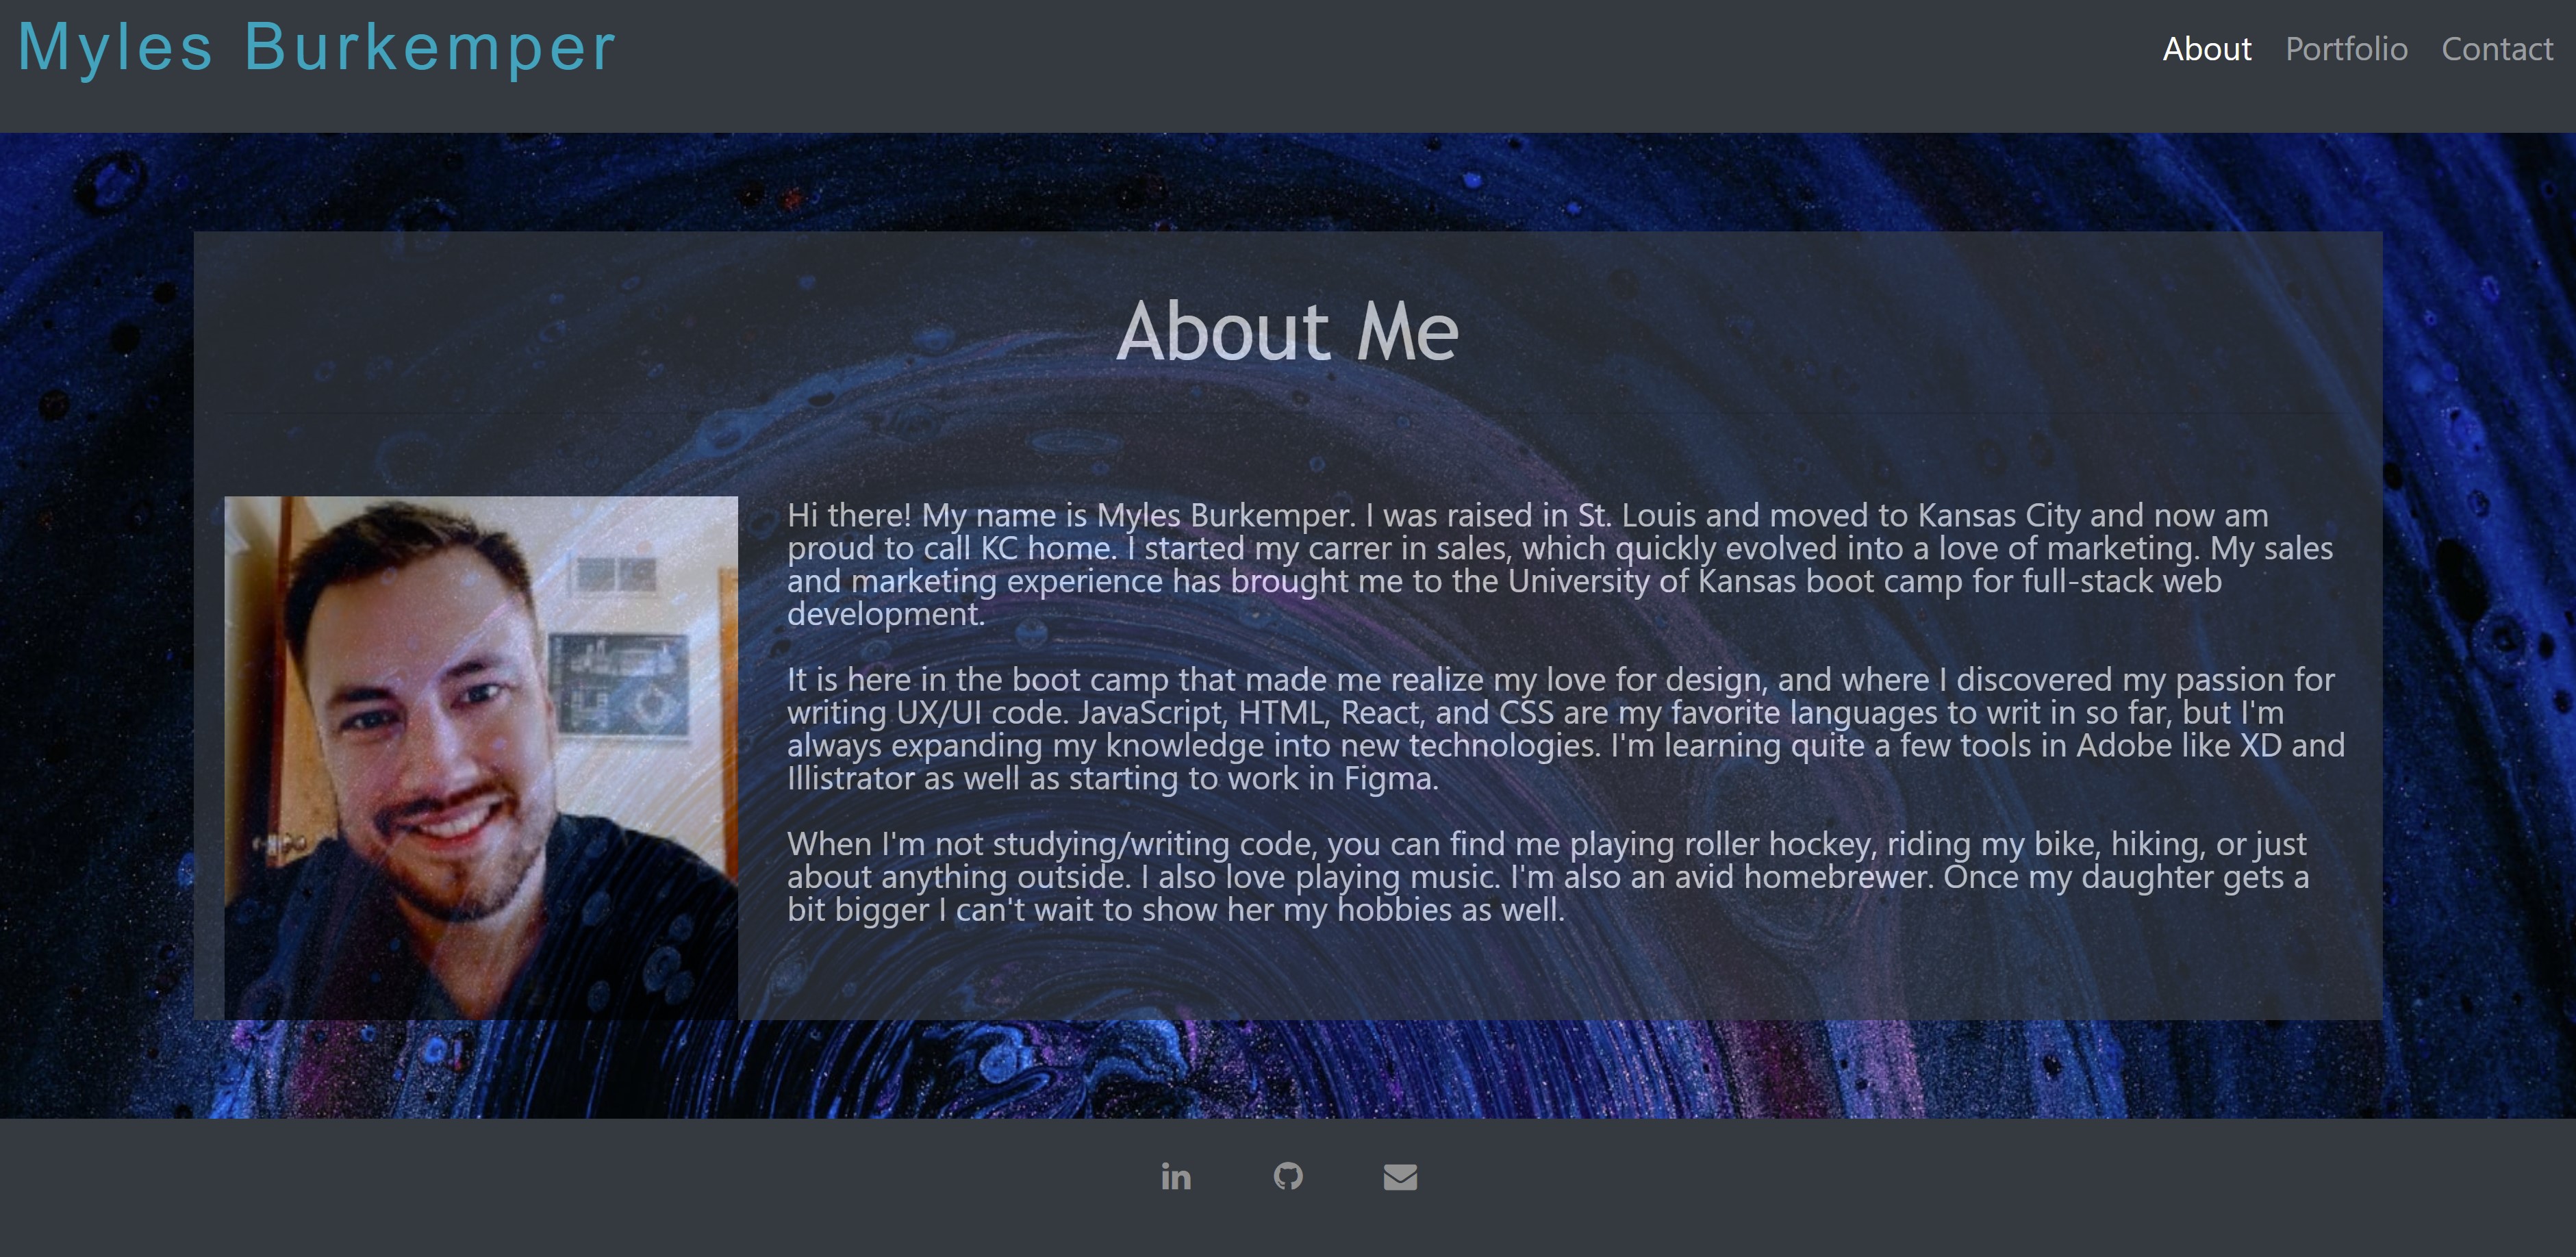 Myles Burkemper
About Portfolio Contact
About Me
Hi there! My name is Myles Burkemper. I was raised in St. Louis and moved to Kansas City and now am
proud to call KC home. I started my carrer in sales, which quickly evolved into a love of marketing. My sales
and marketing experience has brought me to the University of Kansas boot camp for full-stack web
development.
It is here in the boot camp that made me realize my love for design, and where I discovered my passion for
writing UX/UI code. JavaScript, HTML, React, and CSS are my favorite languages to writ in so far, but I'm
always expanding my knowledge into new technologies. I'm learning quite a few tools in Adobe like XD and
Illistrator as well as starting to work in Figma.
When I'm not studying/writing code, you can find me playing roller hockey, riding my bike, hiking, or just
about anything outside. I also love playing music. I'm also an avid homebrewer. Once my daughter gets a
bit bigger I can't wait to show her my hobbies as well.
in